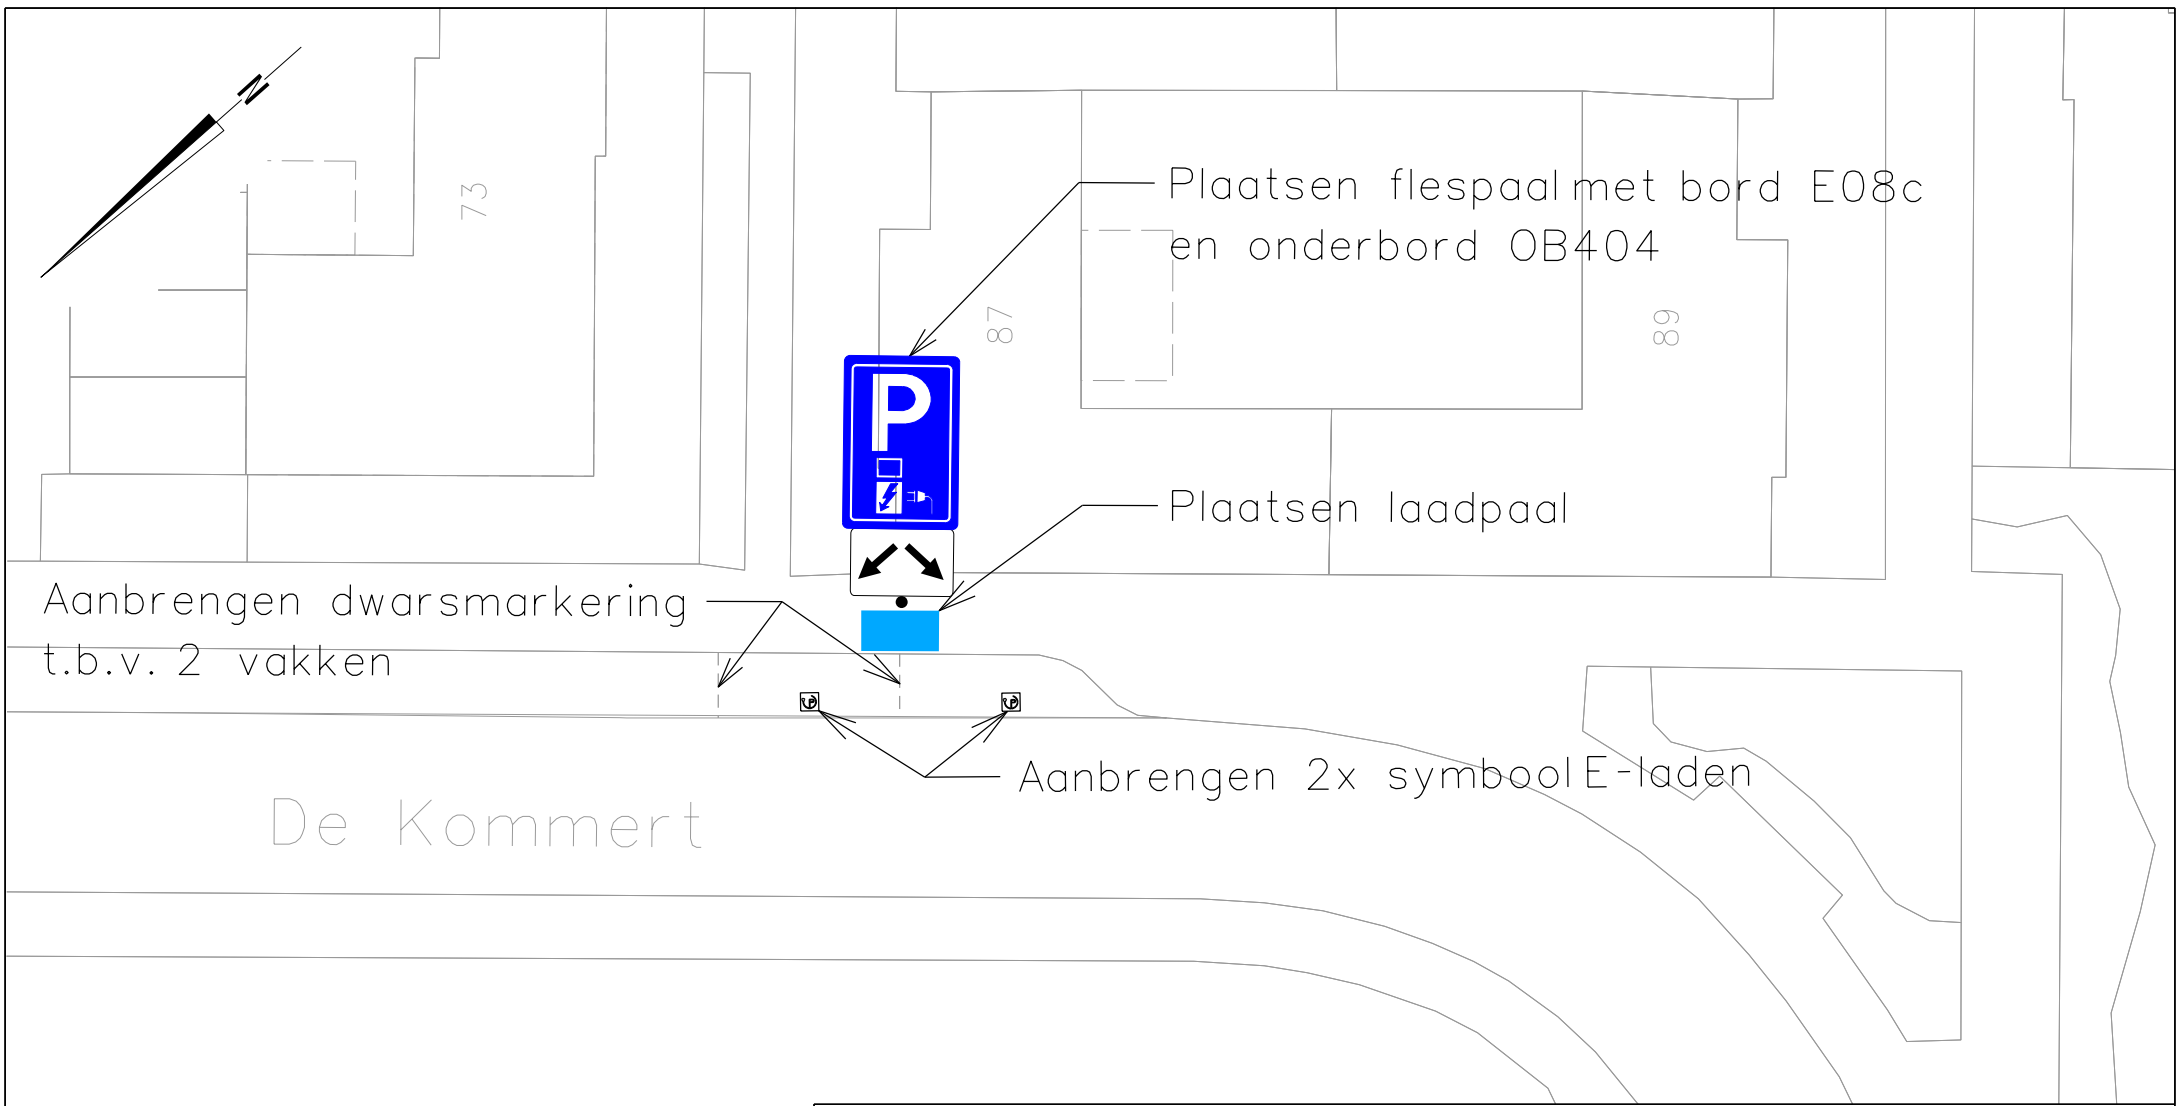 N
73
Plaatsen flespaal met bord E08c
en onderbord OB404
87
89
P
Plaatsen laadpaal
Aanbrengen dwarsmarkering
t.b.v. 2 vakken
Aanbrengen 2x symbool E-laden
De Kommert